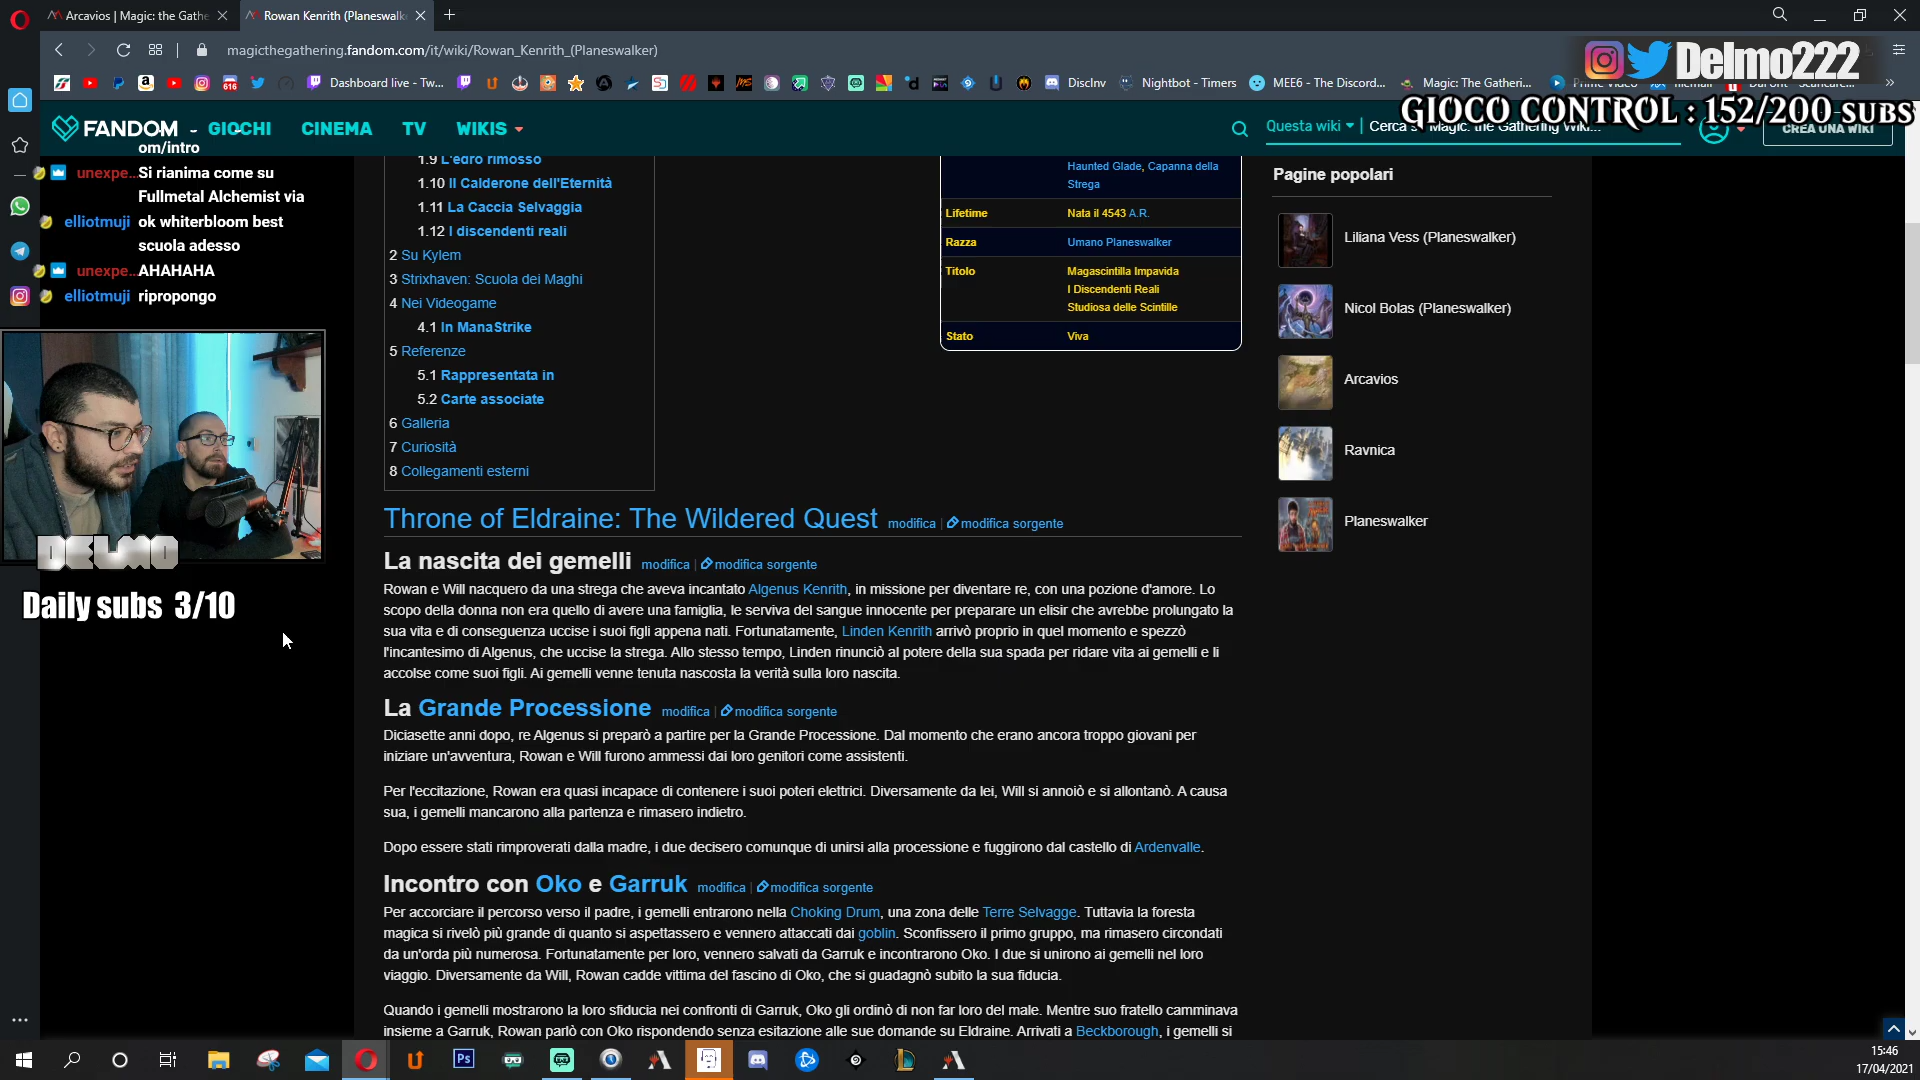 Arcavios | Magic: the Gathe
Rowan Kenrith (Planeswalk
magicthegathering.fandom.com/it/wiki/Rowan_Kenrith_(Planeswalker)
Delmo222
Dashboard live - Tw...
DiscInv
Nightbot - Timers
MEE6 - The Discord...
Magic: The Gatheri...
GIOCO CONTROL : 152/200 SUBS
FANDOM
GIOCHI
CINEMA
TV
WIKIS
Questa wiki
CREA UNA WIKI
om/intro
unexpe... Si rianima come su
Fullmetal Alchemist via
elliotmuji ok whiterbloom best
scuola adesso
unexpe... AHAHAHA
elliotmuji ripropongo
DELMO
Daily subs 3/10
1.9 L'edro rimosso
1.10 Il Calderone dell'Eternità
1.11 La Caccia Selvaggia
1.12 I discendenti reali
2 Su Kylem
3 Strixhaven: Scuola dei Maghi
4 Nei Videogame
4.1 In ManaStrike
5 Referenze
5.1 Rappresentata in
5.2 Carte associate
6 Galleria
7 Curiosità
8 Collegamenti esterni
Haunted Glade, Capanna della
Strega
Lifetime Nata il 4543 A.R.
Razza Umano Planeswalker
Titolo Magascintilla Impavida
I Discendenti Reali
Studiosa delle Scintille
Stato Viva
Pagine popolari
Liliana Vess (Planeswalker)
Nicol Bolas (Planeswalker)
Arcavios
Ravnica
Planeswalker
Throne of Eldraine: The Wildered Quest modifica | modifica sorgente
La nascita dei gemelli modifica | modifica sorgente
Rowan e Will nacquero da una strega che aveva incantato Algenus Kenrith, in missione per diventare re, con una pozione d'amore. Lo
scopo della donna non era quello di avere una famiglia, le serviva del sangue innocente per preparare un elisir che avrebbe prolungato la
sua vita e di conseguenza uccise i suoi figli appena nati. Fortunatamente, Linden Kenrith arrivò proprio in quel momento e spezzò
l'incantesimo di Algenus, che uccise la strega. Allo stesso tempo, Linden rinunciò al potere della sua spada per ridare vita ai gemelli e li
accolse come suoi figli. Ai gemelli venne tenuta nascosta la verità sulla loro nascita.
La Grande Processione modifica | modifica sorgente
Diciasette anni dopo, re Algenus si preparò a partire per la Grande Processione. Dal momento che erano ancora troppo giovani per
iniziare un'avventura, Rowan e Will furono ammessi dai loro genitori come assistenti.
Per l'eccitazione, Rowan era quasi incapace di contenere i suoi poteri elettrici. Diversamente da lei, Will si annoiò e si allontanò. A causa
sua, i gemelli mancarono alla partenza e rimasero indietro.
Dopo essere stati rimproverati dalla madre, i due decisero comunque di unirsi alla processione e fuggirono dal castello di Ardenvalle.
Incontro con Oko e Garruk modifica | modifica sorgente
Per accorciare il percorso verso il padre, i gemelli entrarono nella Choking Drum, una zona delle Terre Selvagge. Tuttavia la foresta
magica si rivelò più grande di quanto si aspettassero e vennero attaccati dai goblin. Sconfissero il primo gruppo, ma rimasero circondati
da un'orda più numerosa. Fortunatamente per loro, vennero salvati da Garruk e incontrarono Oko. I due si unirono ai gemelli nel loro
viaggio. Diversamente da Will, Rowan cadde vittima del fascino di Oko, che si guadagnò subito la sua fiducia.
Quando i gemelli mostrarono la loro sfiducia nei confronti di Garruk, Oko gli ordinò di non far loro del male. Mentre suo fratello camminava
insieme a Garruk, Rowan parlò con Oko rispondendo senza esitazione alle sue domande su Eldraine. Arrivati a Beckborough, i gemelli si
Ps
15:46
17/04/2021